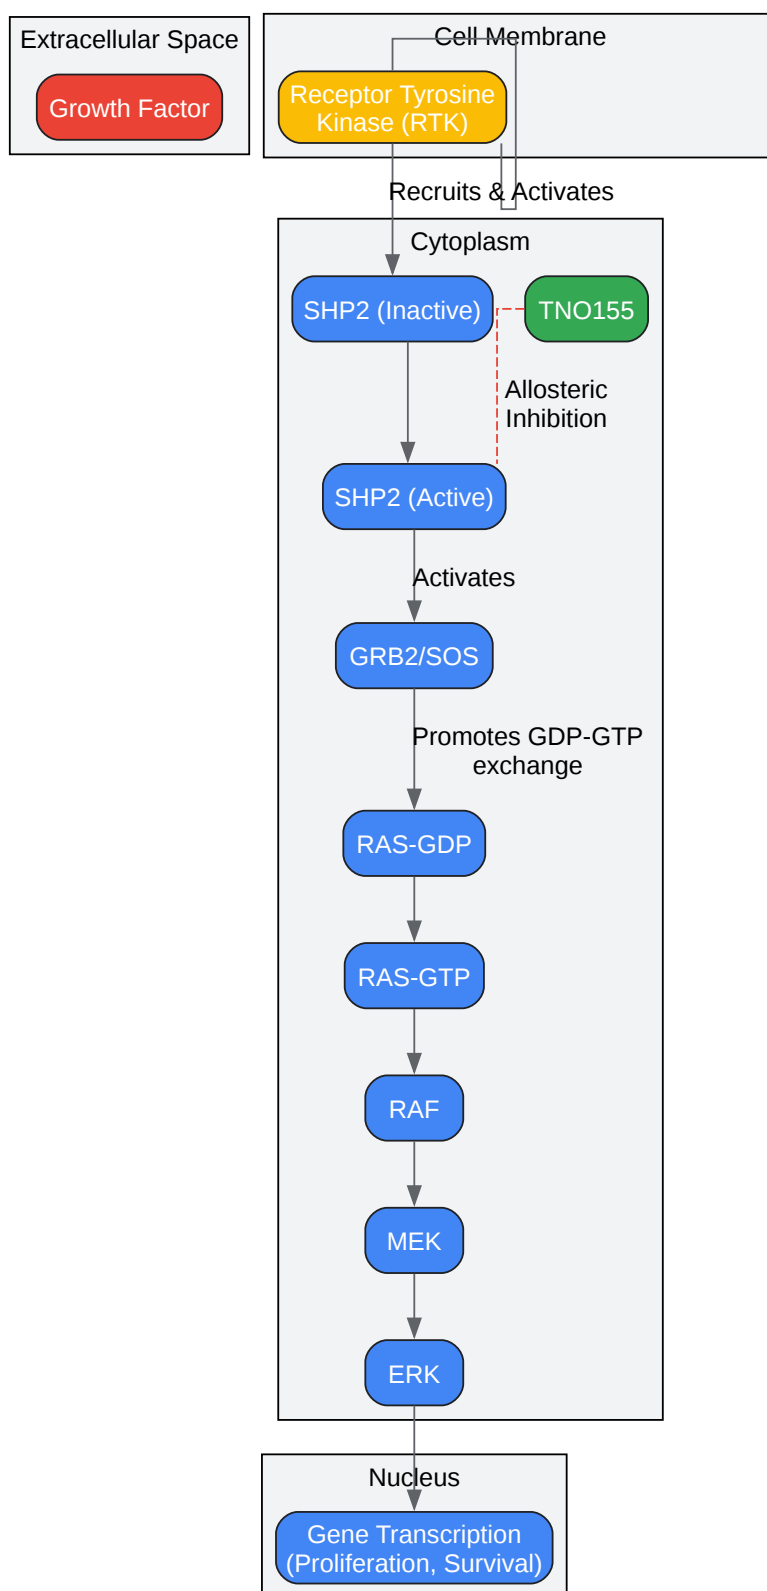 Extracellular Space
Growth Factor
Cell Membrane
Receptor Tyrosine
Kinase (RTK)
Recruits & Activates
Cytoplasm
SHP2 (Inactive)
TNO155
Allosteric
Inhibition
SHP2 (Active)
Activates
GRB2/SOS
Promotes GDP-GTP
exchange
RAS-GDP
RAS-GTP
RAF
MEK
ERK
Nucleus
Gene Transcription
(Proliferation, Survival)